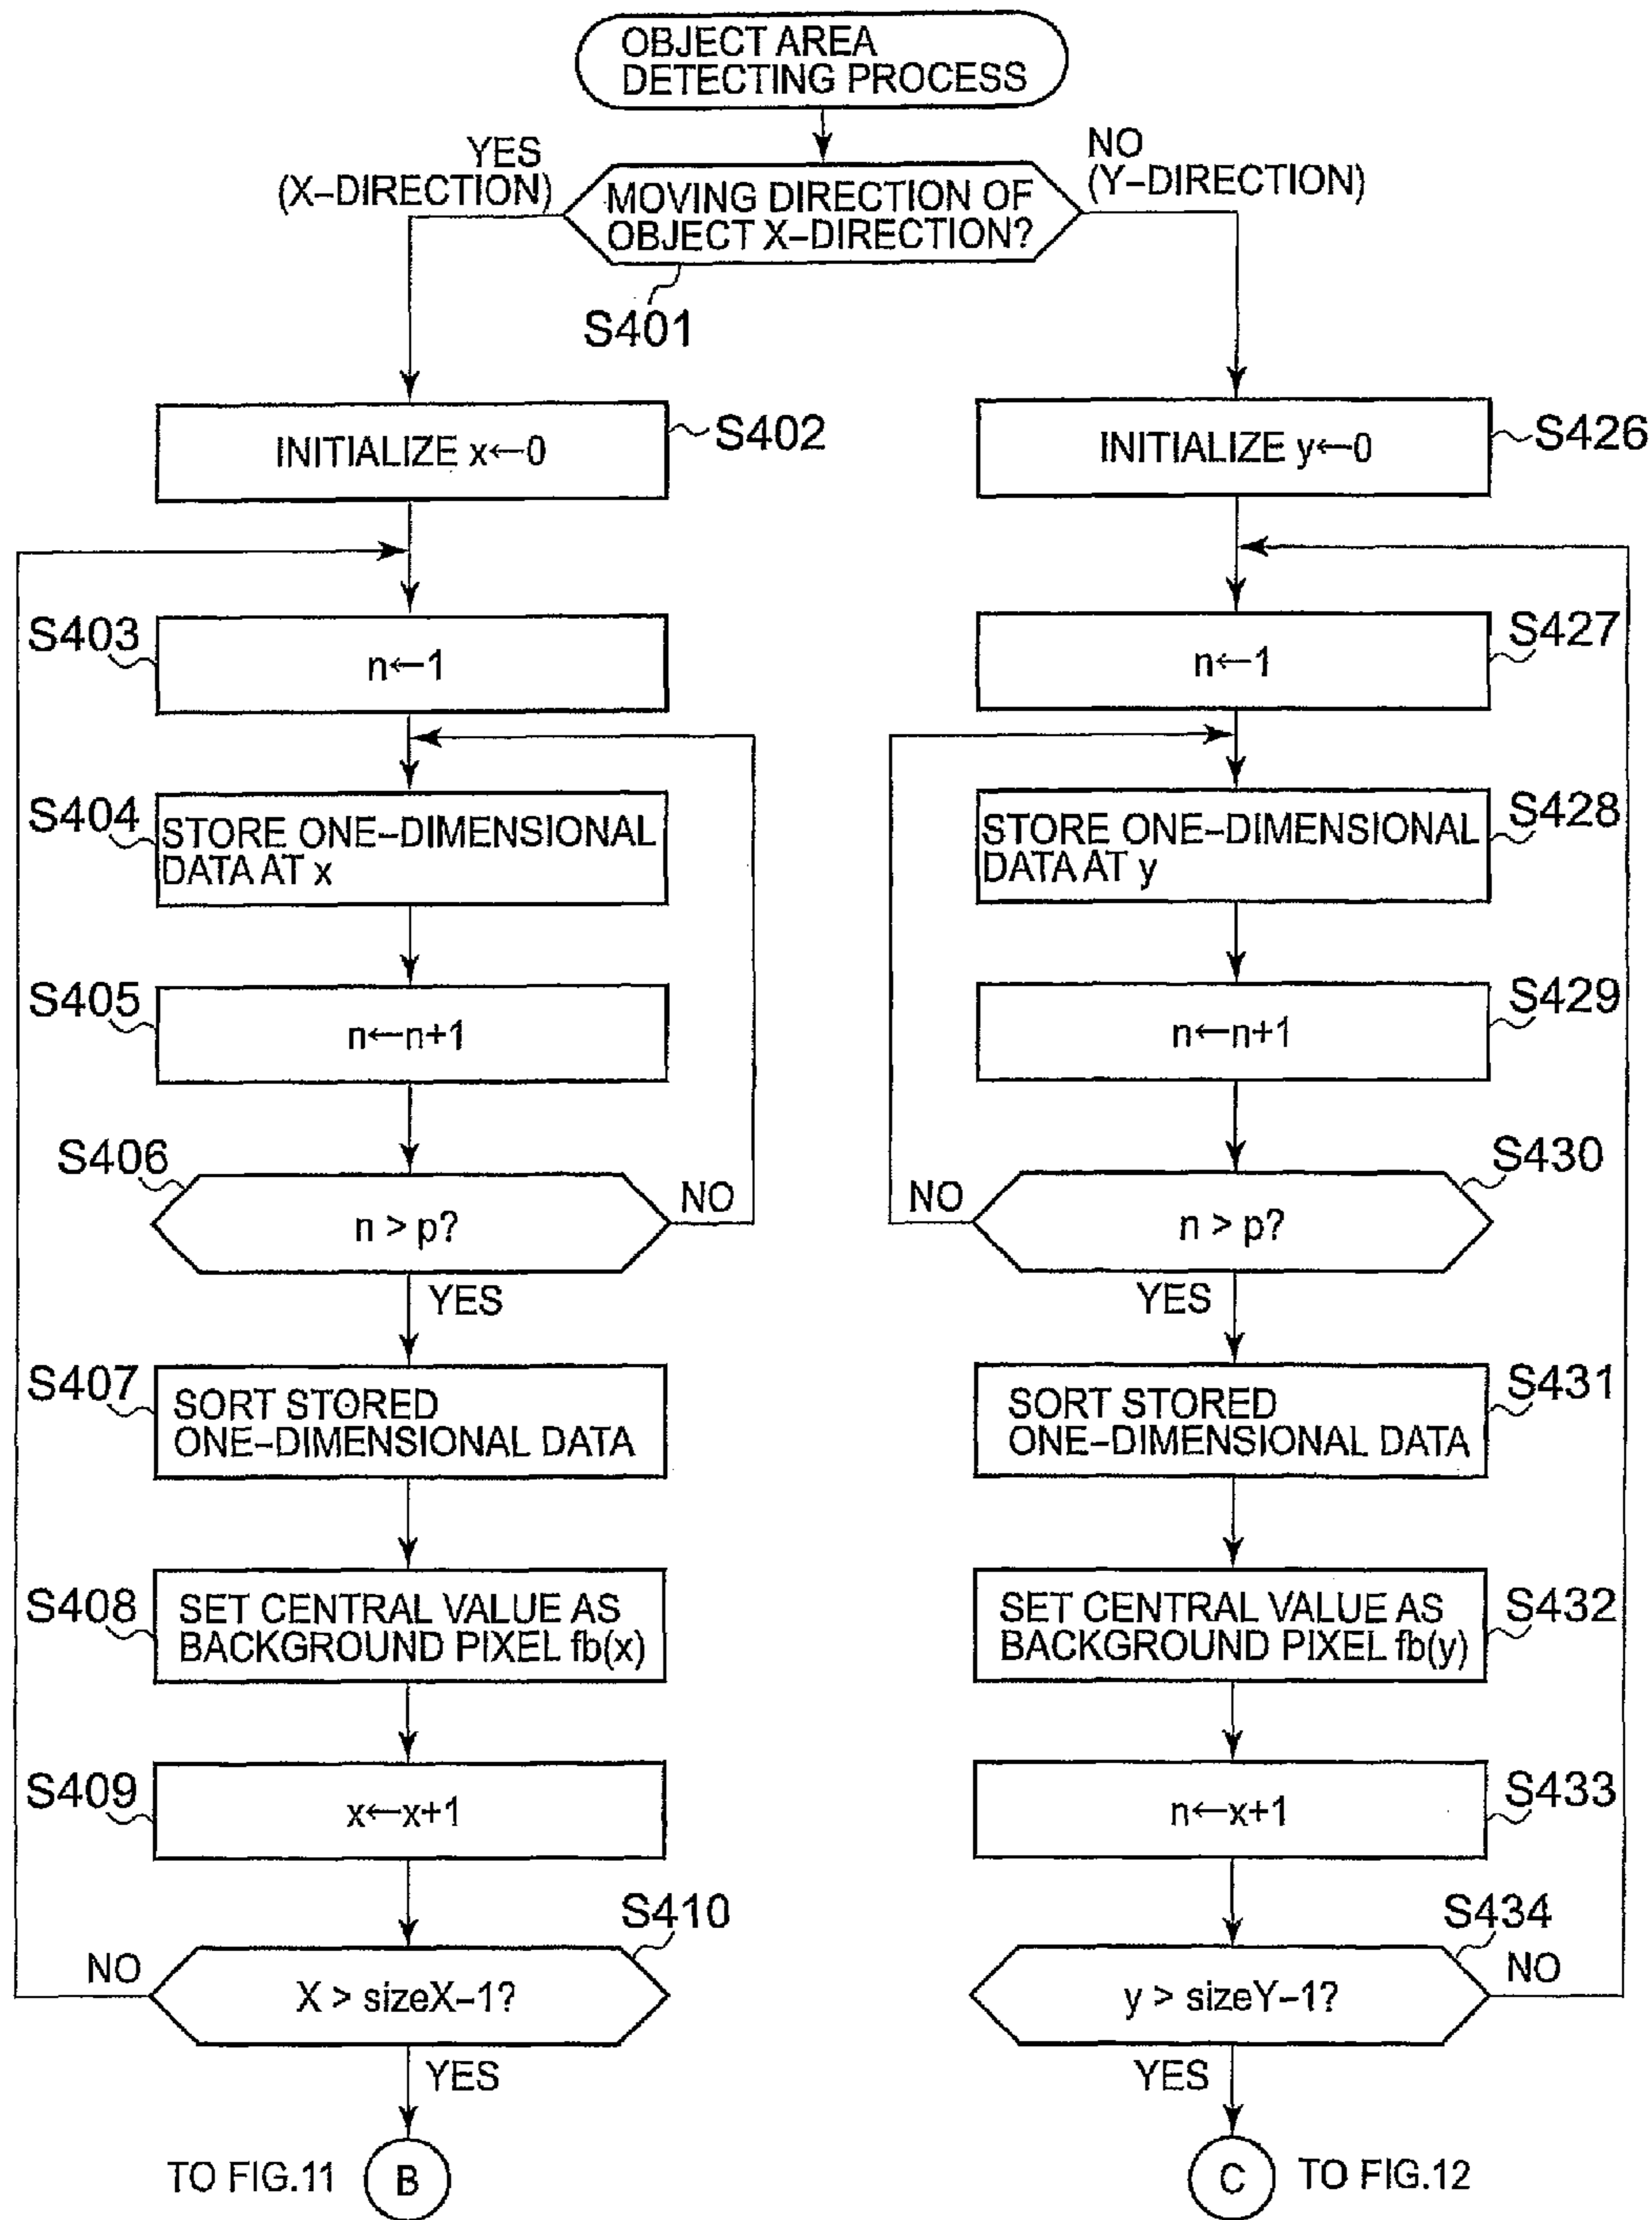 OBJECT AREA
DETECTING PROCESS
YES
(X-DIRECTION)
NO
(Y-DIRECTION)
MOVING DIRECTION OF
OBJECT X-DIRECTION?
S401
INITIALIZE x←0
S402
S403
n←1
S404
STORE ONE-DIMENSIONAL
DATA AT x
S405
n←n+1
S406
n > p?
NO
YES
S407
SORT STORED
ONE-DIMENSIONAL DATA
S408
SET CENTRAL VALUE AS
BACKGROUND PIXEL fb(x)
S409
x←x+1
S410
NO
X > sizeX-1?
YES
TO FIG.11
B
INITIALIZE y←0
S426
n←1
S427
STORE ONE-DIMENSIONAL
DATA AT y
S428
n←n+1
S429
S430
NO
n > p?
YES
SORT STORED
ONE-DIMENSIONAL DATA
S431
SET CENTRAL VALUE AS
BACKGROUND PIXEL fb(y)
S432
n←x+1
S433
S434
y > sizeY-1?
NO
YES
C
TO FIG.12